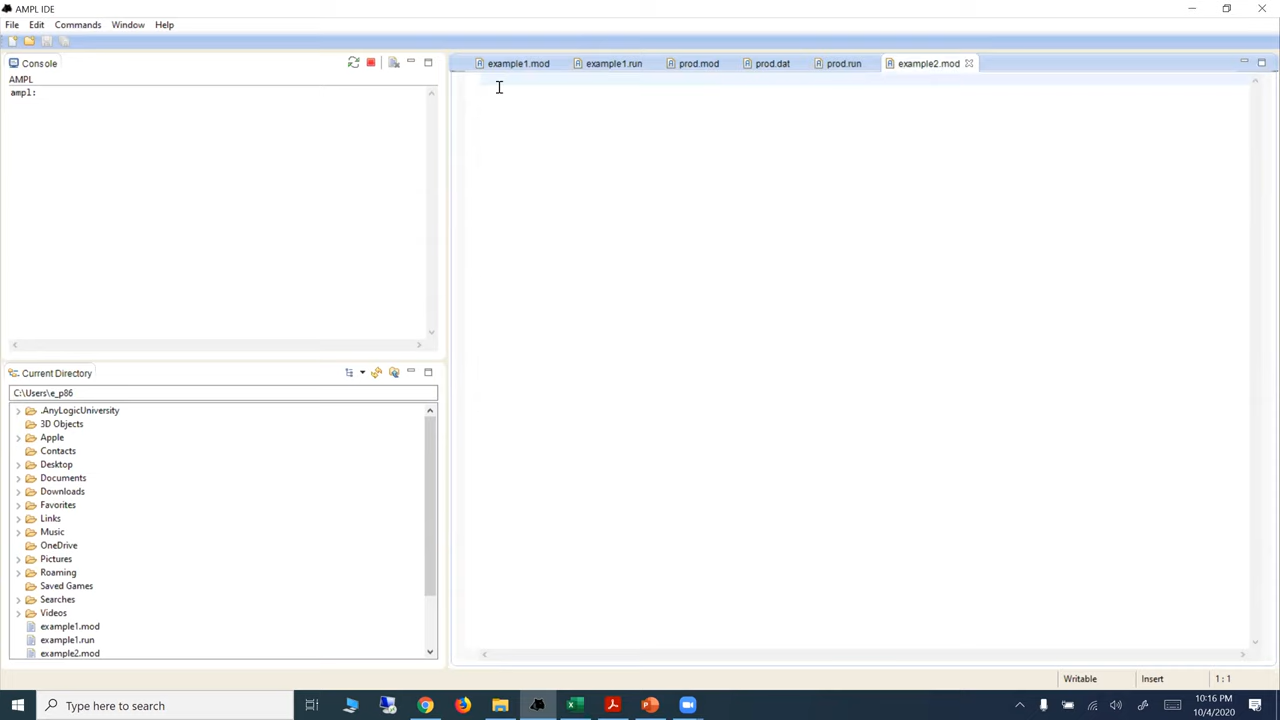 AMPL IDE
File Edit Commands Window Help
Console
AMPL
ampl:
example1.mod example1.run prod.mod prod.dat prod.run example2.mod
Current Directory
C:\Users\e_p86
.AnyLogicUniversity
3D Objects
Apple
Contacts
Desktop
Documents
Downloads
Favorites
Links
Music
OneDrive
Pictures
Roaming
Saved Games
Searches
Videos
example1.mod
example1.run
example2.mod
Writable Insert 1 : 1
Type here to search
10:16 PM
10/4/2020